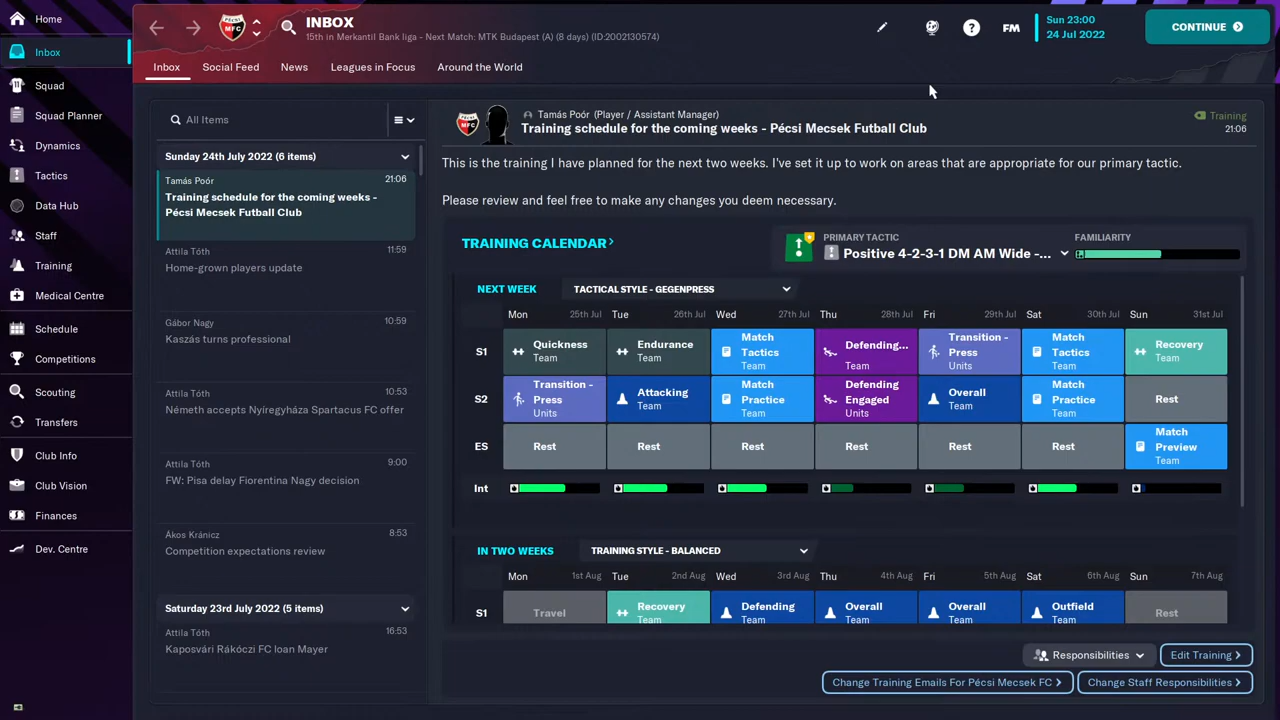 Home
Inbox
Squad
Squad Planner
Dynamics
Tactics
Data Hub
Staff
Training
Medical Centre
Schedule
Competitions
Scouting
Transfers
Club Info
Club Vision
Finances
Dev. Centre
PÉCSI
MFC
INBOX
15th in Merkantil Bank liga - Next Match: MTK Budapest (A) (8 days) (ID:2002130574)
FM
Sun 23:00
24 Jul 2022
CONTINUE
Inbox Social Feed News Leagues in Focus Around the World
All Items
Sunday 24th July 2022 (6 items)
Tamás Poór 21:06
Training schedule for the coming weeks -
Pécsi Mecsek Futball Club
Attila Tóth 11:59
Home-grown players update
Gábor Nagy 10:59
Kaszás turns professional
Attila Tóth 10:53
Németh accepts Nyíregyháza Spartacus FC offer
Attila Tóth 9:00
FW: Pisa delay Fiorentina Nagy decision
Ákos Kránicz 8:53
Competition expectations review
Saturday 23rd July 2022 (5 items)
Attila Tóth 16:53
Kaposvári Rákóczi FC loan Mayer
Tamás Poór (Player / Assistant Manager)
Training schedule for the coming weeks - Pécsi Mecsek Futball Club
Training
21:06
This is the training I have planned for the next two weeks. I've set it up to work on areas that are appropriate for our primary tactic.
Please review and feel free to make any changes you deem necessary.
TRAINING CALENDAR
PRIMARY TACTIC
Positive 4-2-3-1 DM AM Wide -...
FAMILIARITY
NEXT WEEK TACTICAL STYLE - GEGENPRESS
Mon 25th Jul Tue 26th Jul Wed 27th Jul Thu 28th Jul Fri 29th Jul Sat 30th Jul Sun 31st Jul
S1
Quickness
Team
Endurance
Team
Match
Tactics
Team
Defending...
Team
Transition -
Press
Units
Match
Tactics
Team
Recovery
Team
S2
Transition -
Press
Units
Attacking
Team
Match
Practice
Team
Defending
Engaged
Units
Overall
Team
Match
Practice
Team
Rest
ES
Rest
Rest
Rest
Rest
Rest
Rest
Match
Preview
Team
Int
IN TWO WEEKS TRAINING STYLE - BALANCED
Mon 1st Aug Tue 2nd Aug Wed 3rd Aug Thu 4th Aug Fri 5th Aug Sat 6th Aug Sun 7th Aug
S1
Travel
Recovery
Team
Defending
Team
Overall
Team
Overall
Team
Outfield
Team
Rest
Responsibilities
Edit Training
Change Training Emails For Pécsi Mecsek FC
Change Staff Responsibilities